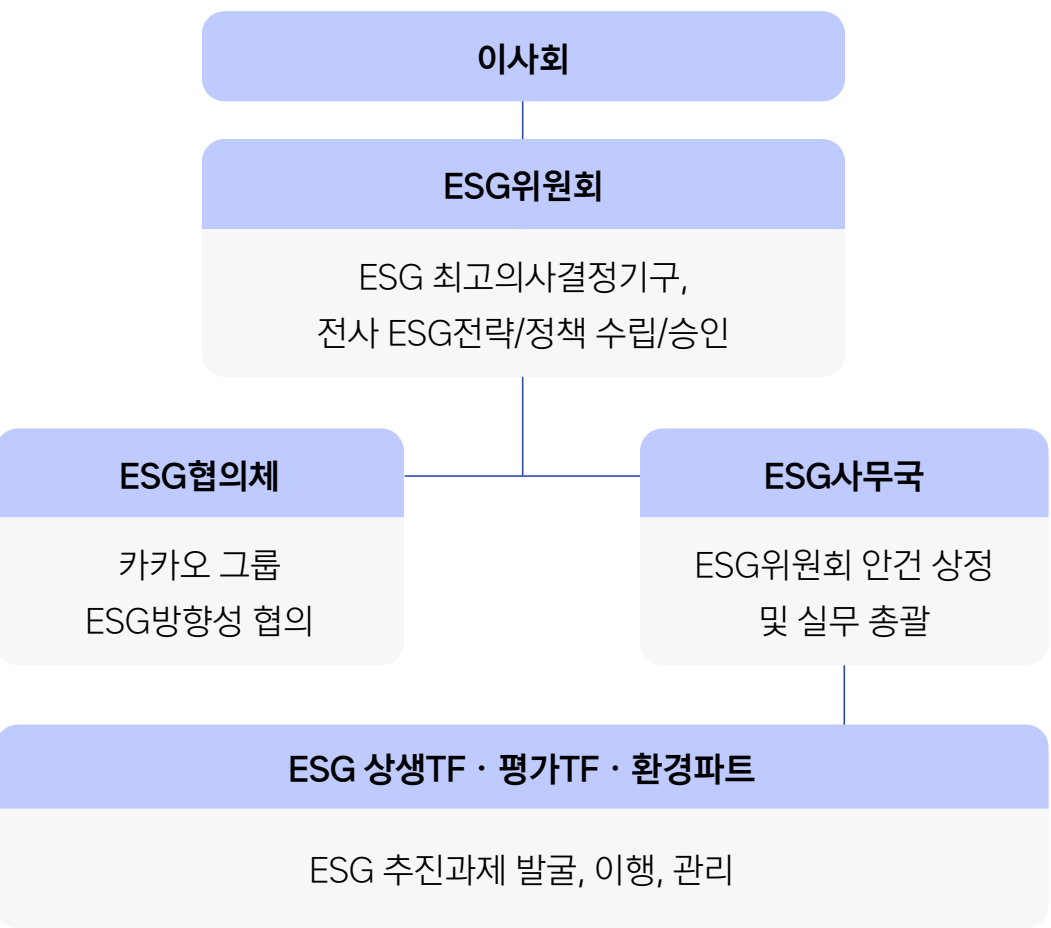 이사회
ESG위원회
ESG 최고의사결정기구,
전사 ESG전략/정책 수립/승인
ESG협의체
카카오 그룹
ESG방향성 협의
ESG사무국
ESG위원회 안건 상정
및 실무 총괄
ESG 상생TF · 평가TF · 환경파트
ESG 추진과제 발굴, 이행, 관리